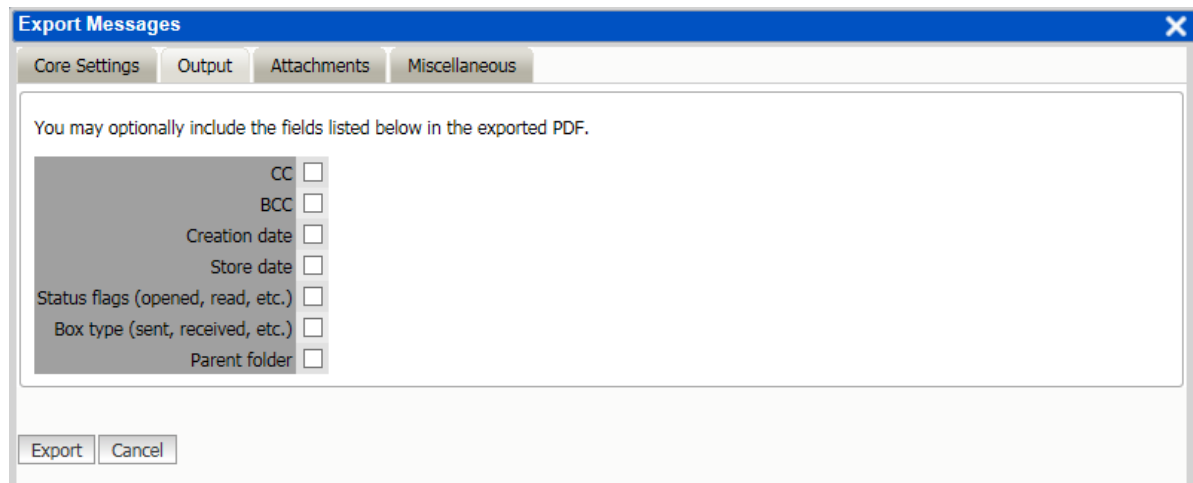 Export Messages
Core Settings Output Attachments Miscellaneous
You may optionally include the fields listed below in the exported PDF.
CC
BCC
Creation date
Store date
Status flags (opened, read, etc.)
Box type (sent, received, etc.)
Parent folder
Export Cancel